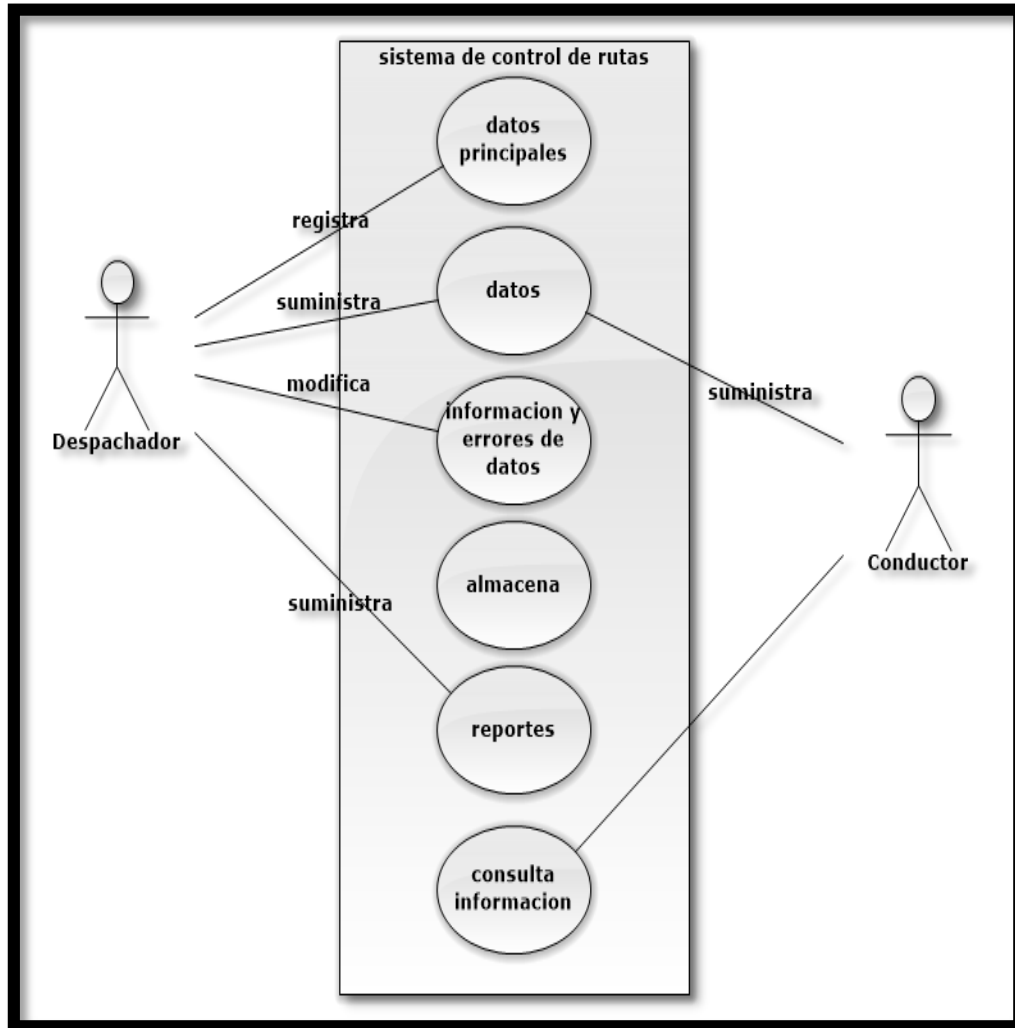 sistema de control de rutas
datos
principales
registra
suministra
datos
modifica
informacion y
errores de
datos
suministra
Despachador
Conductor
almacena
suministra
reportes
consulta
informacion